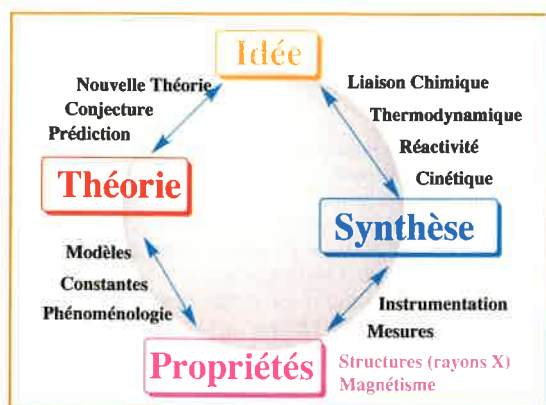 Idée
Nouvelle Théorie
Conjecture
Prédiction
Liaison Chimique
Thermodynamique
Réactivité
Cinétique
Théorie
Synthèse
Modèles
Constantes
Phénoménologie
Instrumentation
Mesures
Propriétés
Structures (rayons X)
Magnétisme